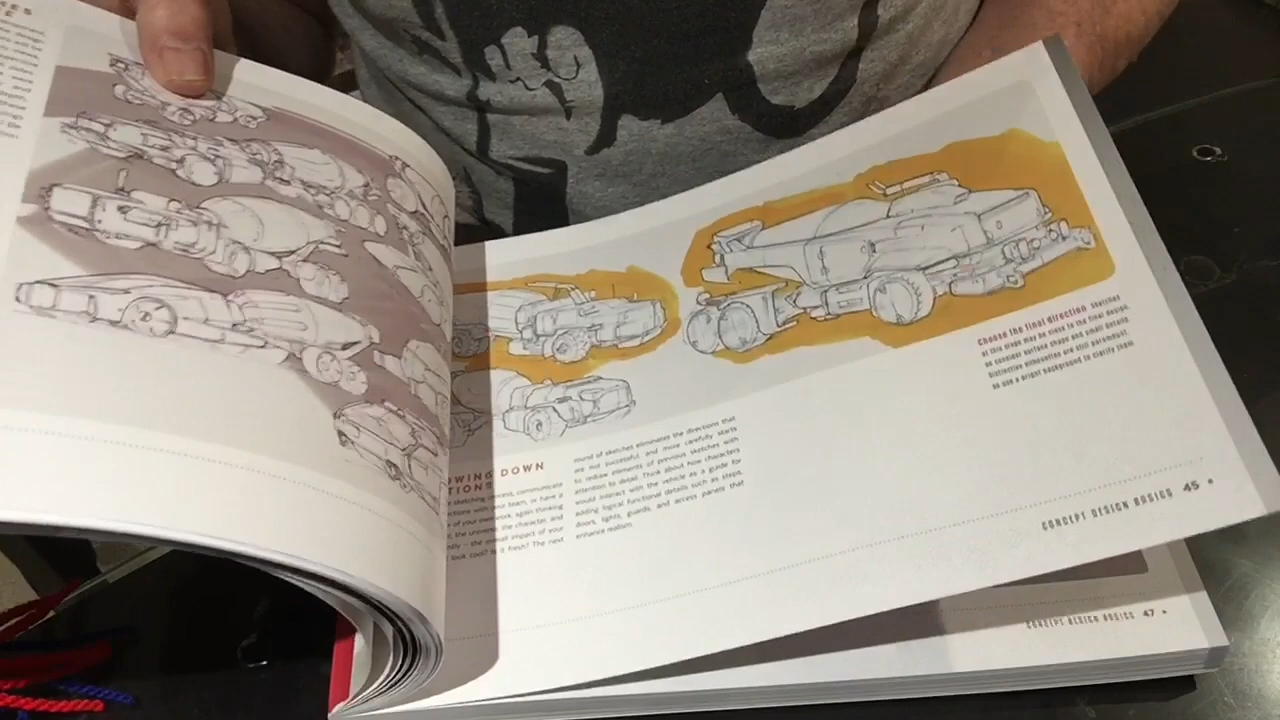 OWING DOWN
TION?
r sketching process, communicate
ctions with your team, or have a
of your own work, again thinking
t, the universe, the character, and
ntly – the overall impact of your
look cool? Is it fresh? The next
round of sketches eliminates the directions that
are not successful, and more carefully starts
to redraw elements of previous sketches with
attention to detail. Think about how characters
would interact with the vehicle as a guide for
adding logical functional details such as steps,
doors, lights, guards, and access panels that
enhance realism.
Choose the final direction Sketches
at this stage may be close to the final design,
so consider surface shape and small details.
Distinctive silhouettes are still paramount,
so use a bright background to clarify them
CONCEPT DESIGN BASICS 45
CONCEPT DESIGN BASICS 47